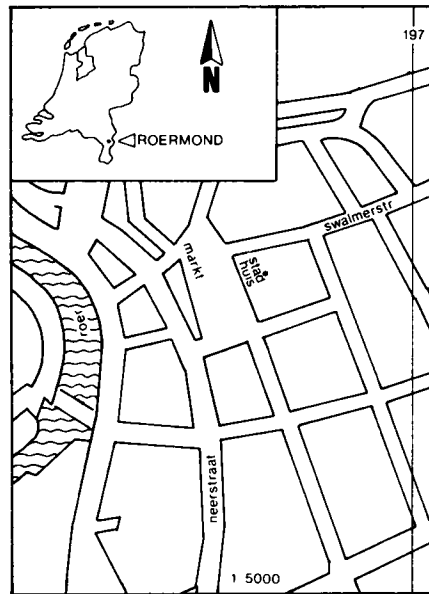 197
N
ROERMOND
swalmerstr
markt
stad
huis
roer
neerstraat
1 5000